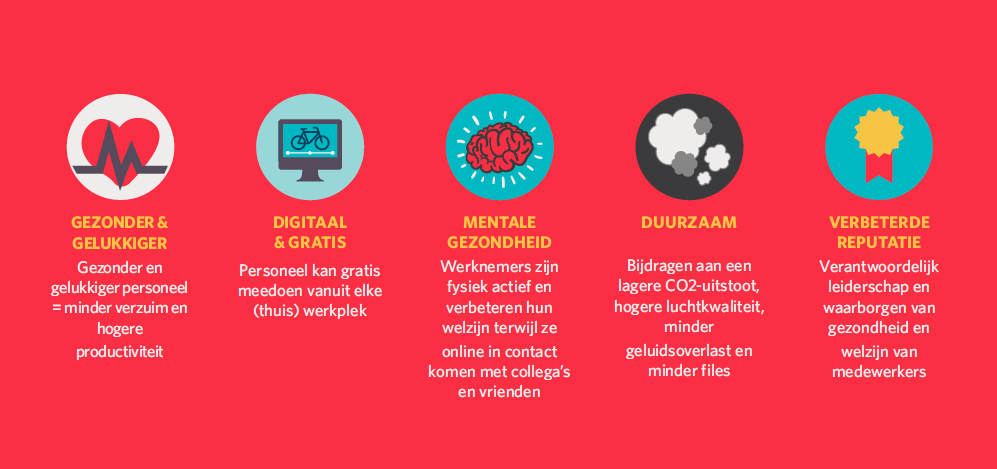 GEZONDER &
GELUKKIGER
Gezonder en
gelukkiger personeel
= minder verzuim en
hogere
productiviteit
DIGITAAL
& GRATIS
Personeel kan gratis
meedoen vanuit elke
(thuis) werkplek
MENTALE
GEZONDHEID
Werknemers zijn
fysiek actief en
verbeteren hun
welzijn terwijl ze
online in contact
komen met collega's
en vrienden
DUURZAAM
Bijdragen aan een
lagere CO2-uitstoot,
hogere luchtkwaliteit,
minder
geluidsoverlast en
minder files
VERBETERDE
REPUTATIE
Verantwoordelijk
leiderschap en
waarborgen van
gezondheid en
welzijn van
medewerkers